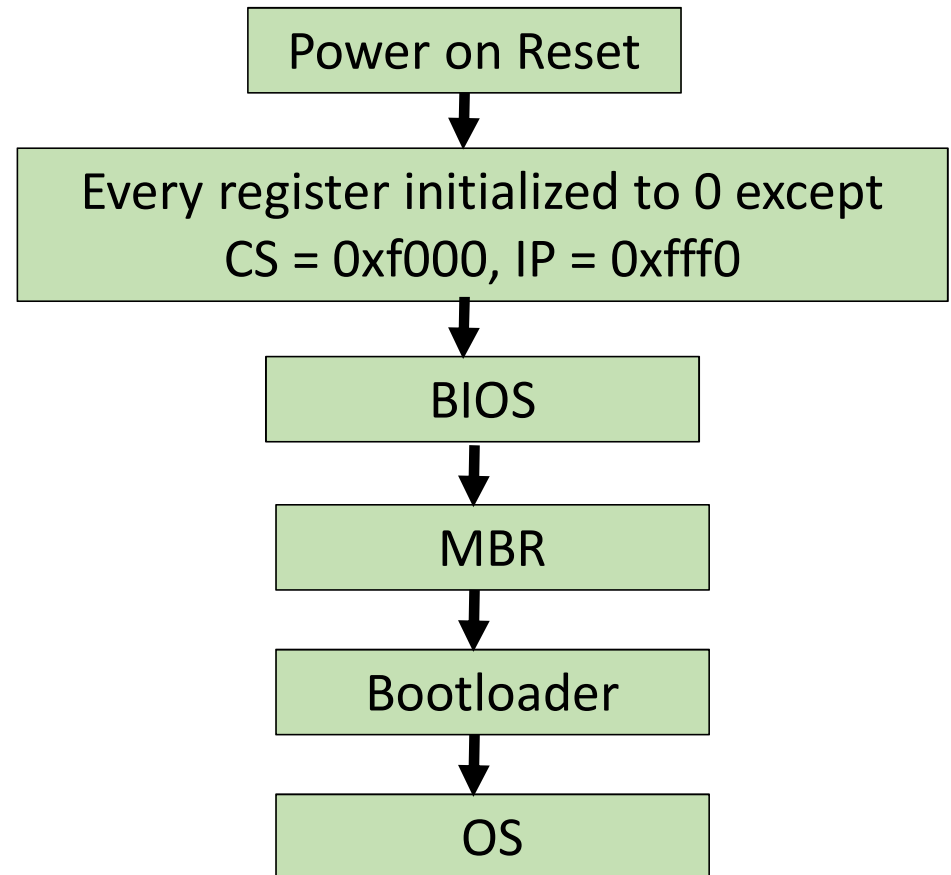 Power on Reset
Every register initialized to 0 except
CS = 0xf000, IP = 0xfff0
BIOS
MBR
Bootloader
OS